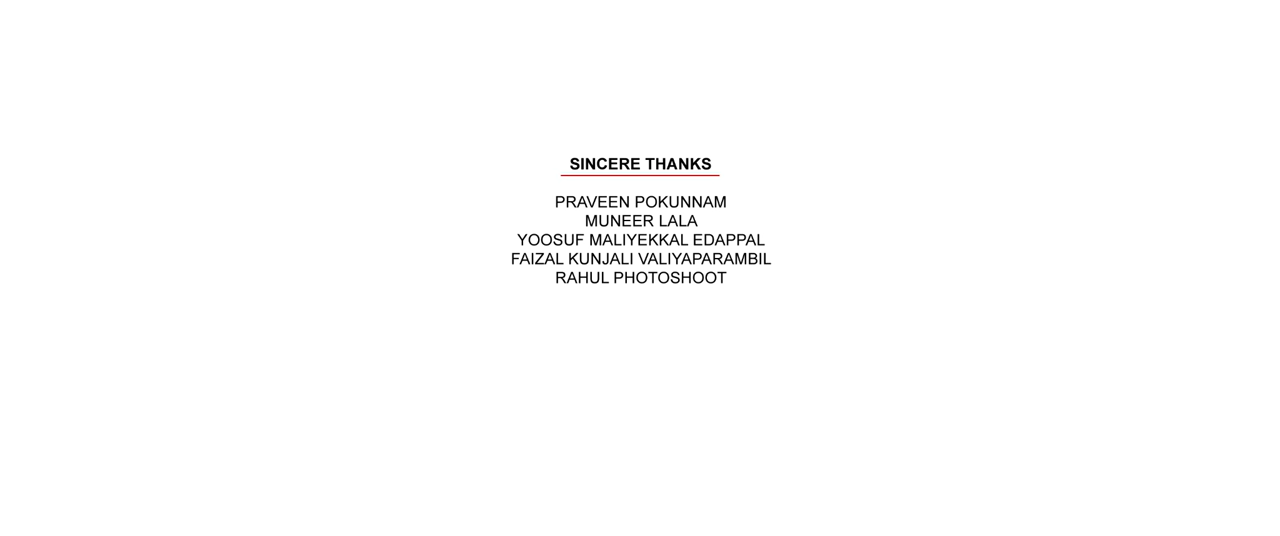 SINCERE THANKS
PRAVEEN POKUNNAM
MUNEER LALA
YOOSUF MALIYEKKAL EDAPPAL
FAIZAL KUNJALI VALIYAPARAMBIL
RAHUL PHOTOSHOOT